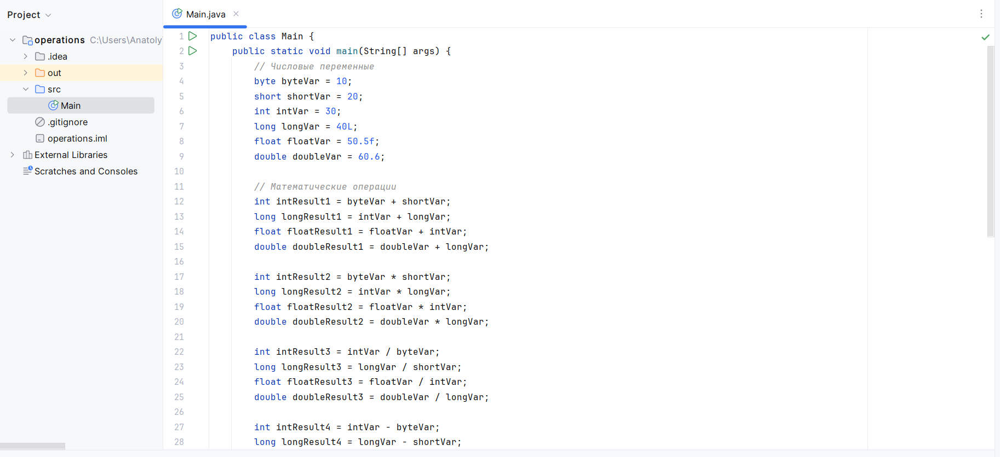 Project
operations C:\Users\Anatoly
.idea
out
src
Main
.gitignore
operations.iml
External Libraries
Scratches and Consoles
Main.java
1 public class Main {
2 public static void main(String[] args) {
3 // Числовые переменные
4 byte byteVar = 10;
5 short shortVar = 20;
6 int intVar = 30;
7 long longVar = 40L;
8 float floatVar = 50.5f;
9 double doubleVar = 60.6;
10
11 // Математические операции
12 int intResult1 = byteVar + shortVar;
13 long longResult1 = intVar + longVar;
14 float floatResult1 = floatVar + intVar;
15 double doubleResult1 = doubleVar + longVar;
16
17 int intResult2 = byteVar * shortVar;
18 long longResult2 = intVar * longVar;
19 float floatResult2 = floatVar * intVar;
20 double doubleResult2 = doubleVar * longVar;
21
22 int intResult3 = intVar / byteVar;
23 long longResult3 = longVar / shortVar;
24 float floatResult3 = floatVar / intVar;
25 double doubleResult3 = doubleVar / longVar;
26
27 int intResult4 = intVar - byteVar;
28 long longResult4 = longVar - shortVar;